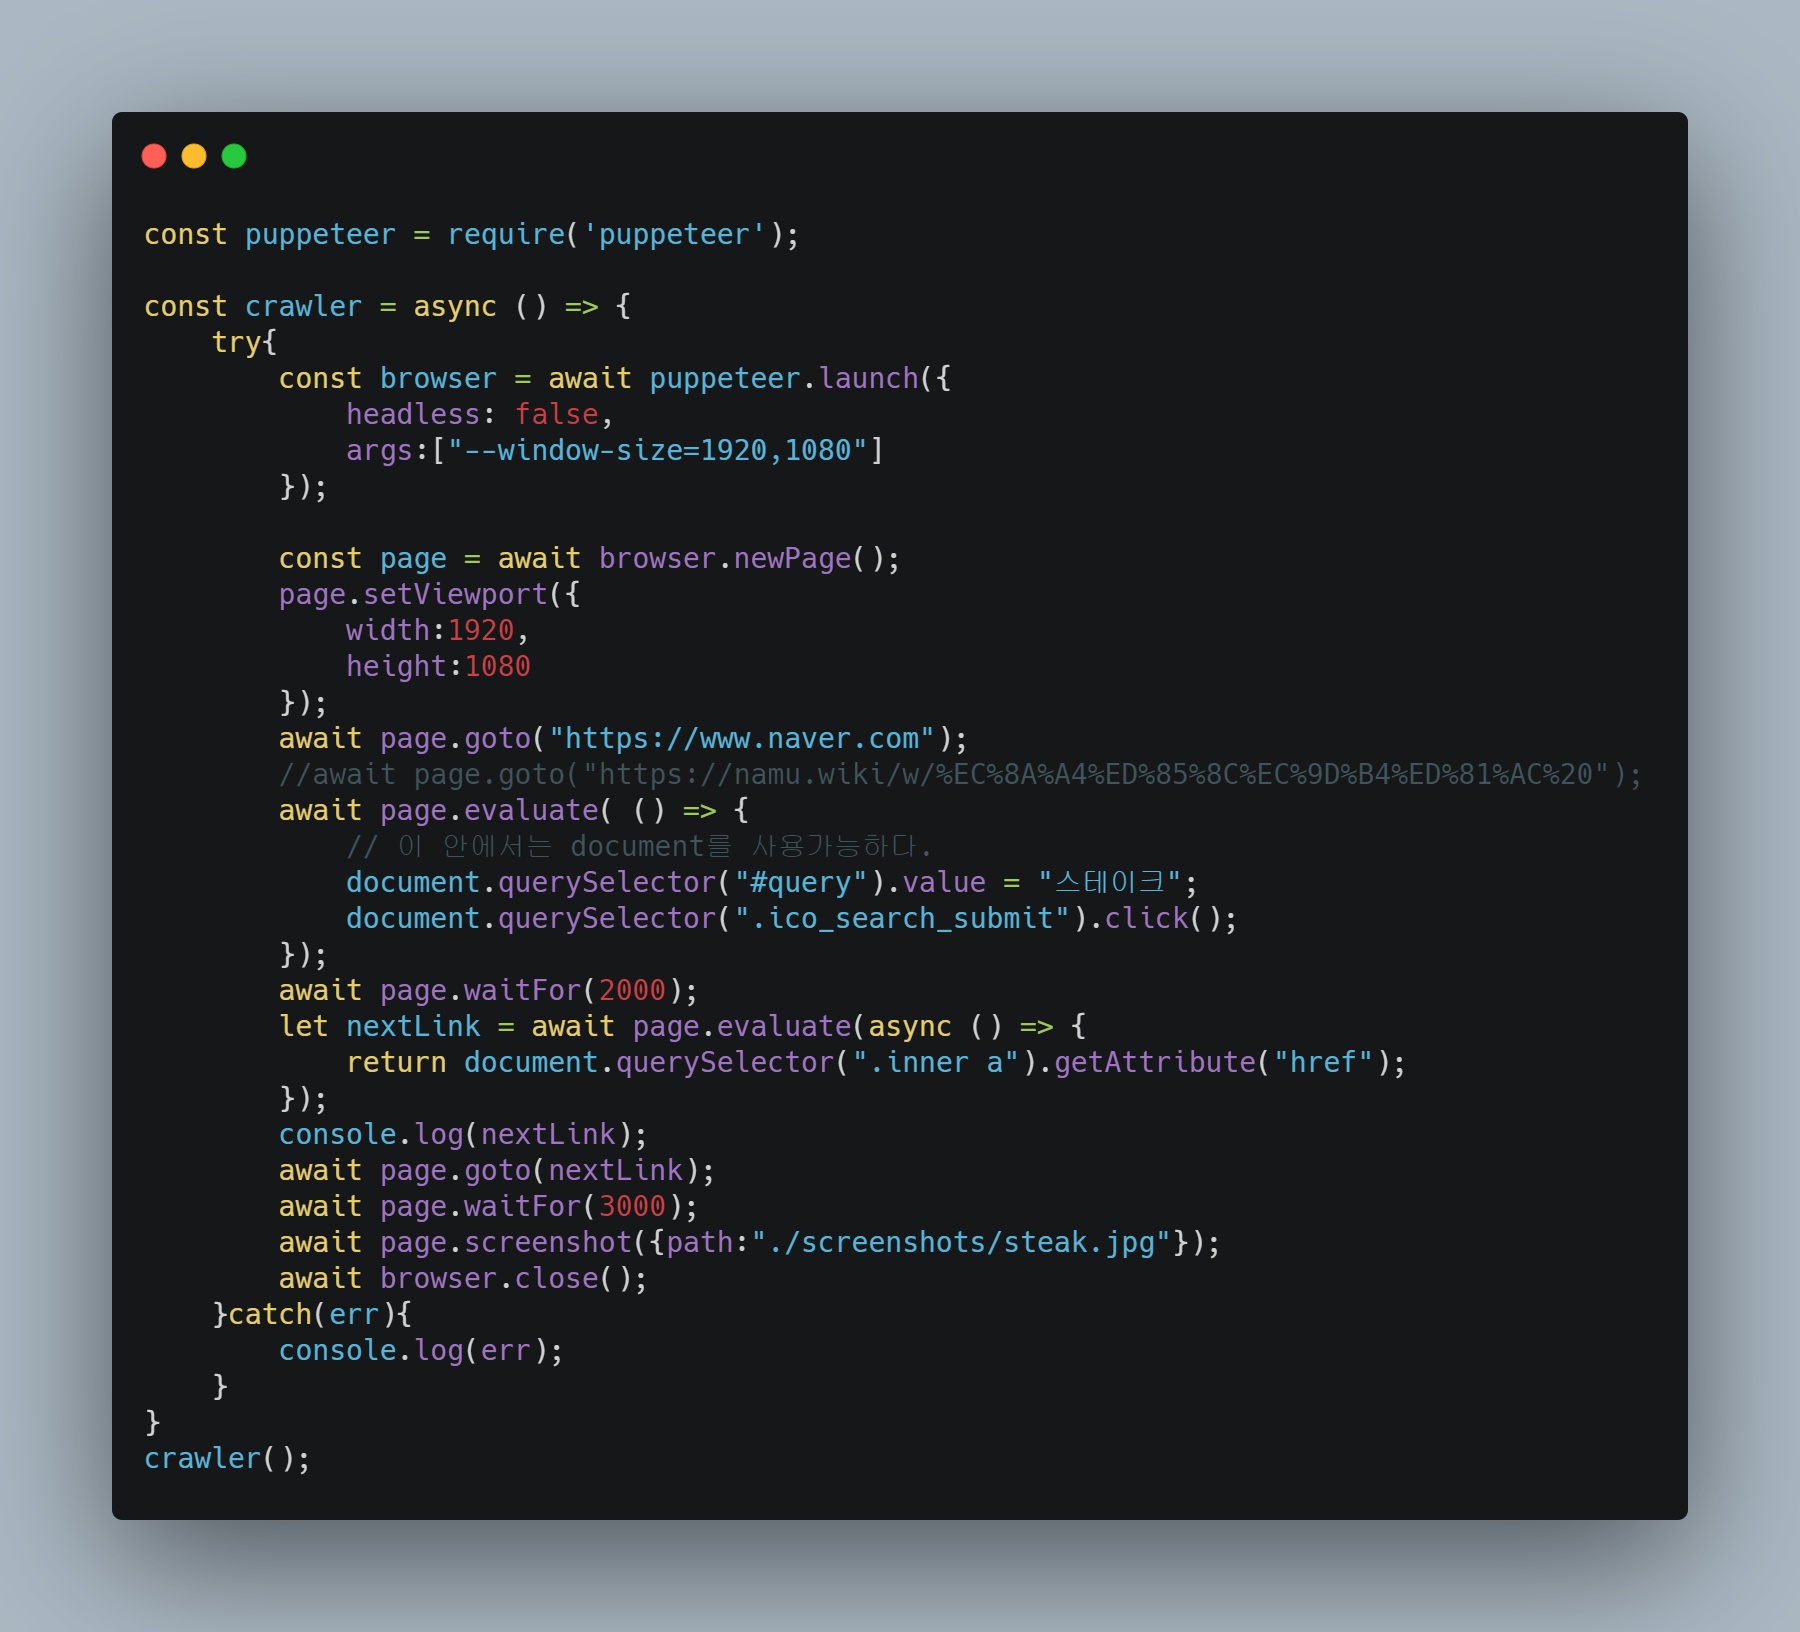 const puppeteer = require('puppeteer');

const crawler = async () => {
    try{
        const browser = await puppeteer.launch({
            headless: false,
            args:["--window-size=1920,1080"]
        });

        const page = await browser.newPage();
        page.setViewport({
            width:1920,
            height:1080
        });
        await page.goto("https://www.naver.com");
        //await page.goto("https://namu.wiki/w/%EC%8A%A4%ED%85%8C%EC%9D%B4%ED%81%AC%20");
        await page.evaluate( () => {
            // 이 안에서는 document를 사용가능하다.
            document.querySelector("#query").value = "스테이크";
            document.querySelector(".ico_search_submit").click();
        });
        await page.waitFor(2000);
        let nextLink = await page.evaluate(async () => {
            return document.querySelector(".inner a").getAttribute("href");
        });
        console.log(nextLink);
        await page.goto(nextLink);
        await page.waitFor(3000);
        await page.screenshot({path:"./screenshots/steak.jpg"});
        await browser.close();
    }catch(err){
        console.log(err);
    }
}
crawler();